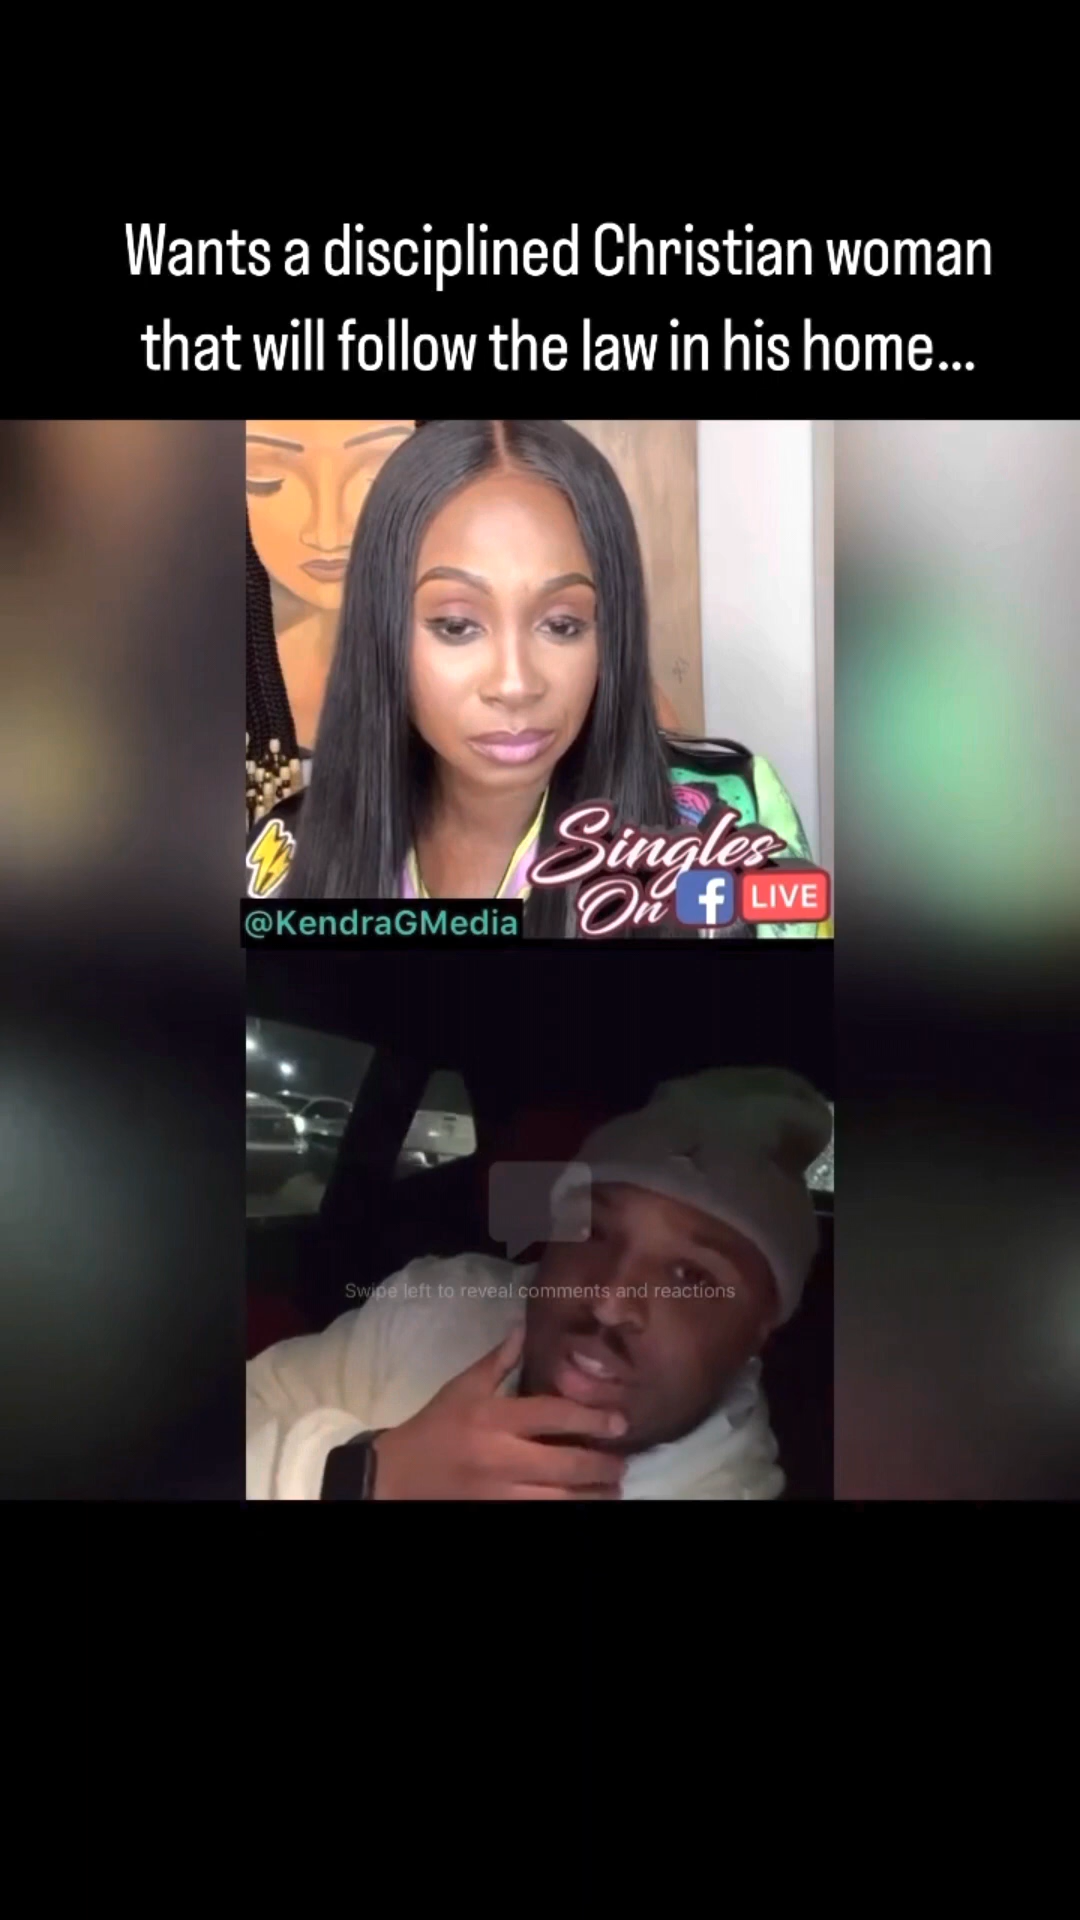 Wants a disciplined Christian woman
that will follow the law in his home...
Singles
On f LIVE
@KendraGMedia
Swipe left to reveal comments and reactions